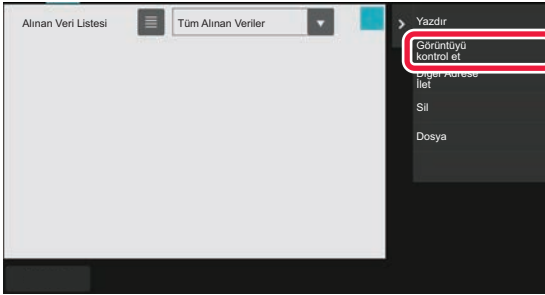 Alınan Veri Listesi
Tüm Alınan Veriler
Yazdır
Görüntüyü
kontrol et
Diğer Adrese
İlet
Sil
Dosya